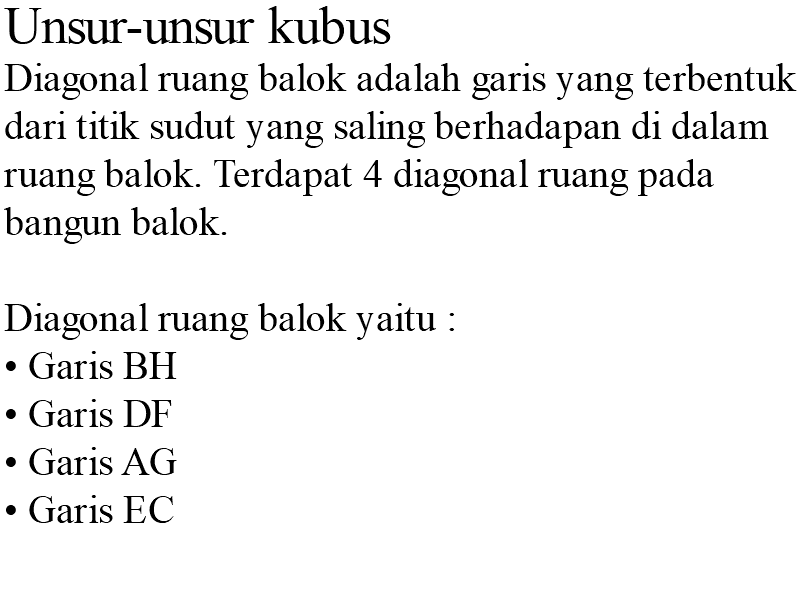 Unsur-unsur kubus
Diagonal ruang balok adalah garis yang terbentuk
dari titik sudut yang saling berhadapan di dalam
ruang balok. Terdapat 4 diagonal ruang pada
bangun balok.

Diagonal ruang balok yaitu :
• Garis BH
• Garis DF
• Garis AG
• Garis EC